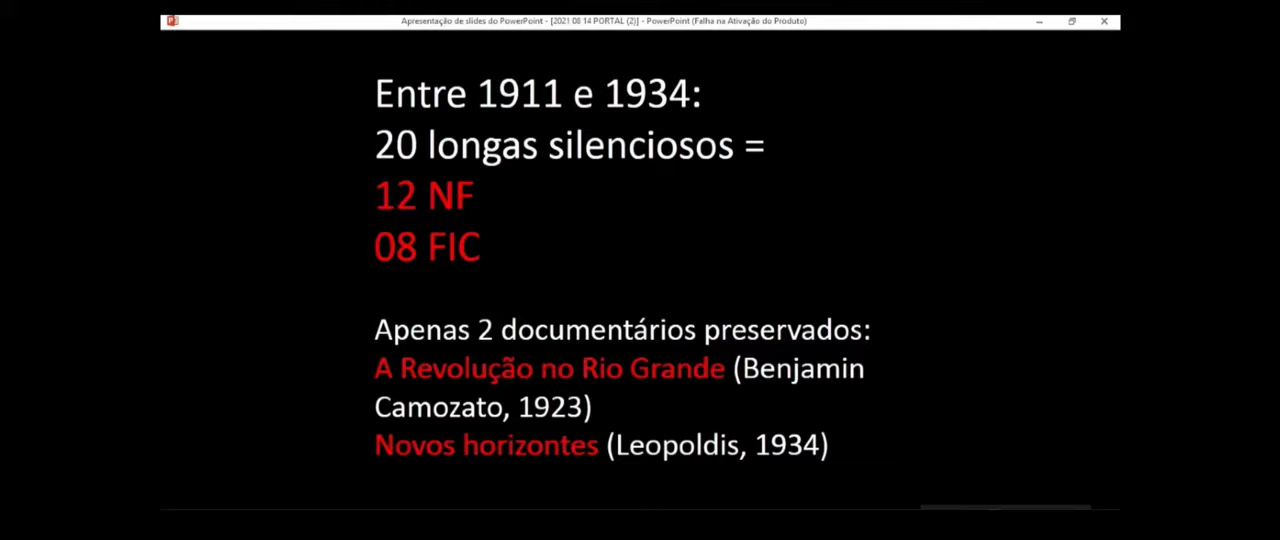 Apresentação de slides do PowerPoint - [2021 08 14 PORTAL (2)] - PowerPoint (Falha na Ativação do Produto)
Entre 1911 e 1934:
20 longas silenciosos =
12 NF
08 FIC
Apenas 2 documentários preservados:
A Revolução no Rio Grande (Benjamin
Camozato, 1923)
Novos horizontes (Leopoldis, 1934)